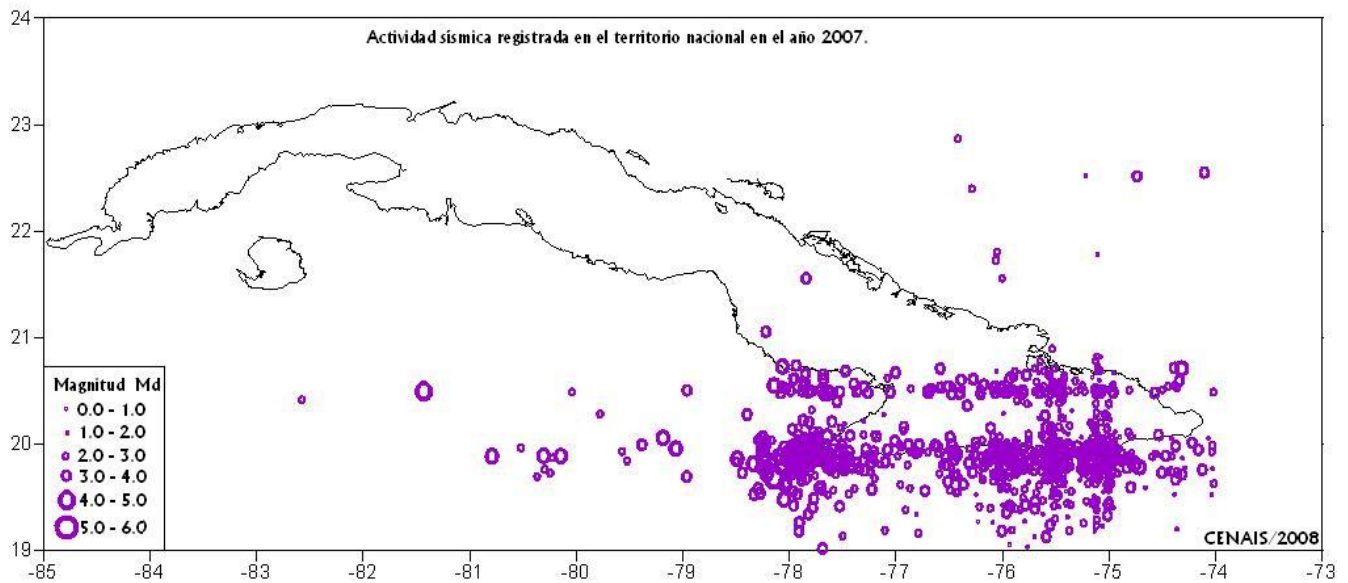 Actividad sísmica registrada en el territorio nacional en el año 2007.
24
23
22
21
20
19
Magnitud Md
0.0 - 1.0
1.0 - 2.0
2.0 - 3.0
3.0 - 4.0
4.0 - 5.0
5.0 - 6.0
CENAIS/2008
-85 -84 -83 -82 -81 -80 -79 -78 -77 -76 -75 -74 -73